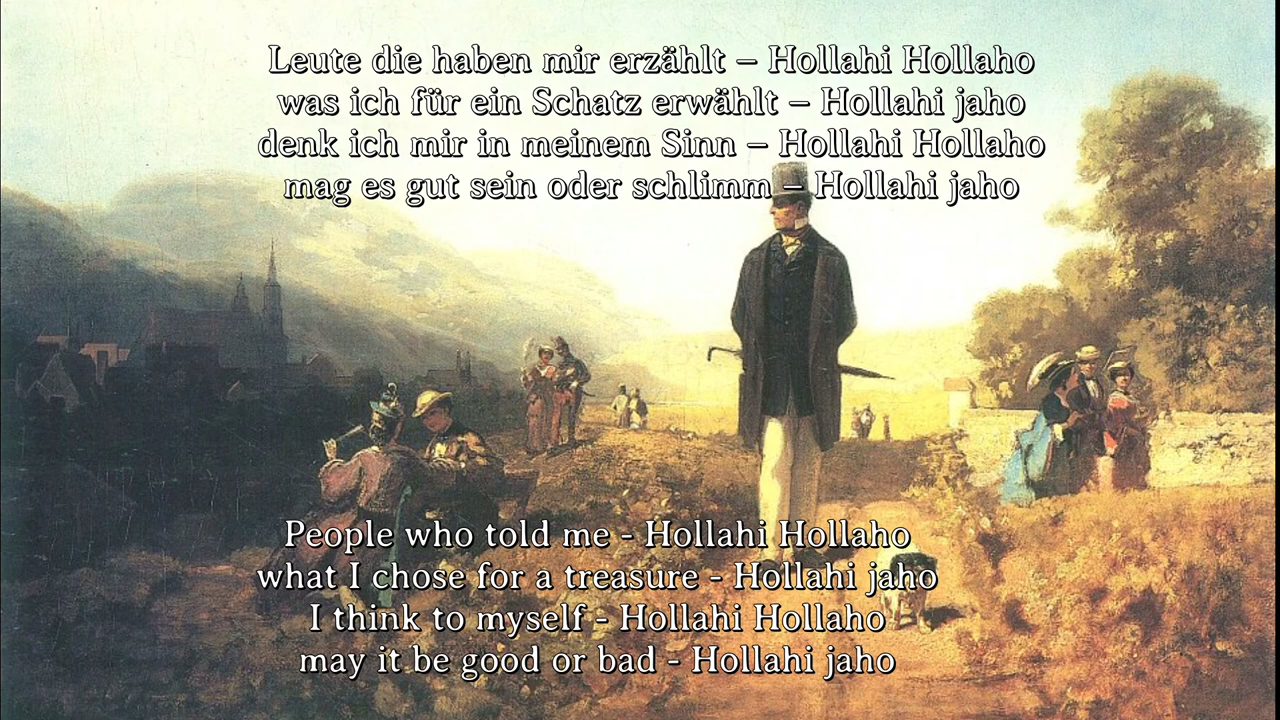 Leute die haben mir erzählt – Hollahi Hollaho
was ich für ein Schatz erwählt – Hollahi jaho
denk ich mir in meinem Sinn – Hollahi Hollaho
mag es gut sein oder schlimm – Hollahi jaho
People who told me - Hollahi Hollaho
what I chose for a treasure - Hollahi jaho
I think to myself - Hollahi Hollaho
may it be good or bad - Hollahi jaho